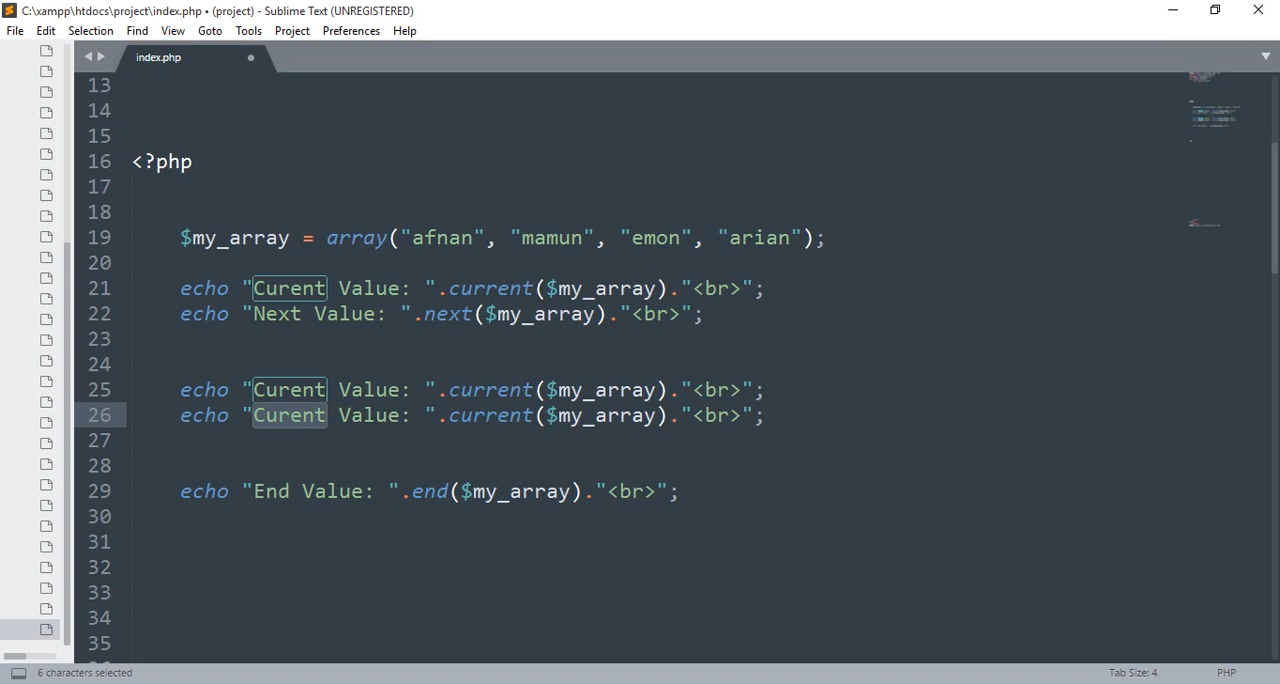 C:\xampp\htdocs\project\index.php • (project) - Sublime Text (UNREGISTERED)
File Edit Selection Find View Goto Tools Project Preferences Help
index.php
13
14
15
16 <?php
17
18
19 $my_array = array("afnan", "mamun", "emon", "arian");
20
21 echo "Curent Value: ".current($my_array)."<br>";
22 echo "Next Value: ".next($my_array)."<br>";
23
24
25 echo "Curent Value: ".current($my_array)."<br>";
26 echo "Curent Value: ".current($my_array)."<br>";
27
28
29 echo "End Value: ".end($my_array)."<br>";
30
31
32
33
34
35
6 characters selected Tab Size: 4 PHP